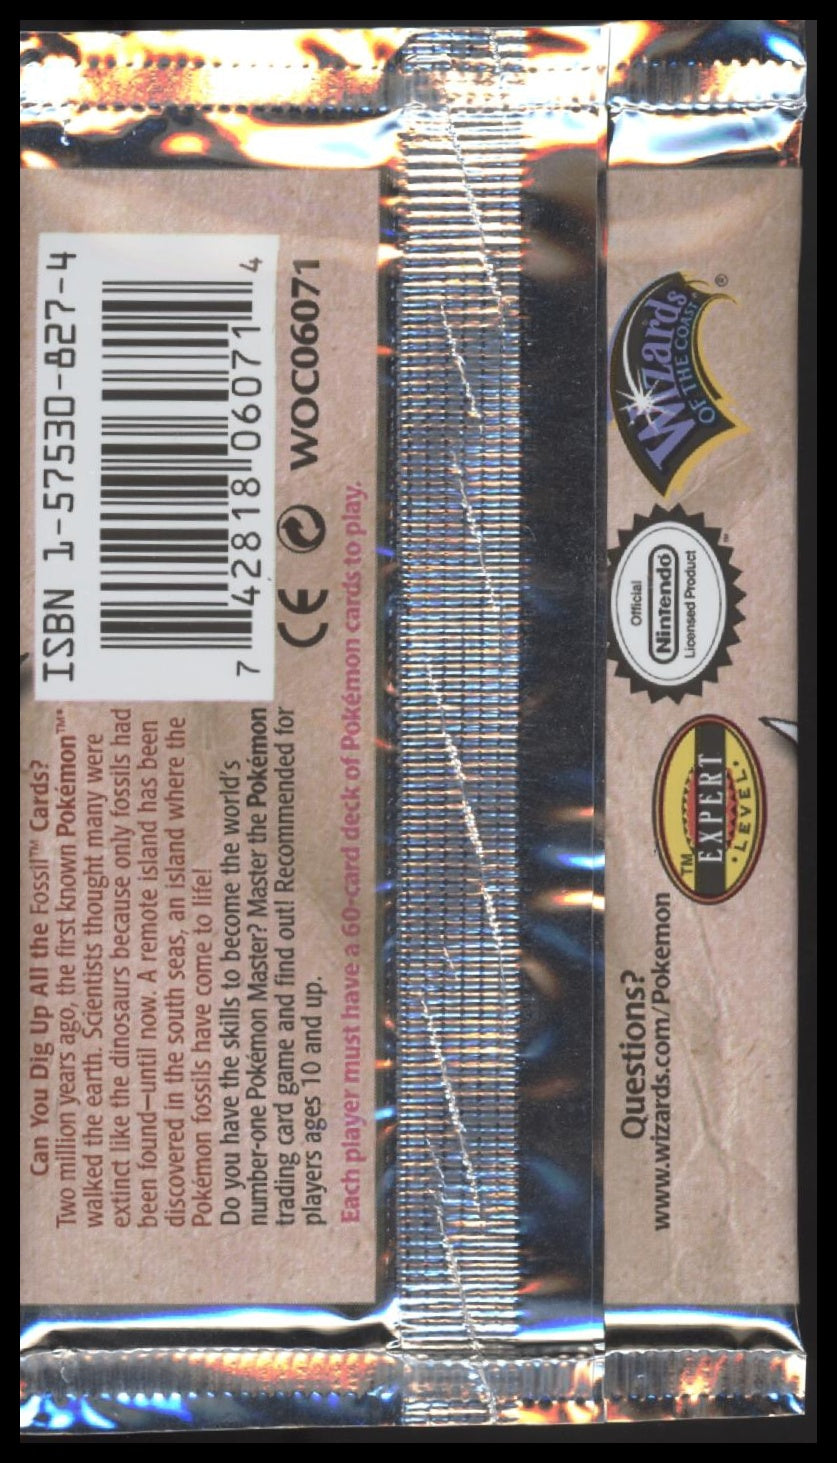 Can You Dig Up All the Fossil™ Cards?
Two million years ago, the first known Pokémon™*
walked the earth. Scientists thought many were
extinct like the dinosaurs because only fossils had
been found—until now. A remote island has been
discovered in the south seas, an island where the
Pokémon fossils have come to life!
Do you have the skills to become the world's
number-one Pokémon Master? Master the Pokémon
trading card game and find out! Recommended for
players ages 10 and up.
Each player must have a 60-card deck of Pokémon cards to play.
ISBN 1-57530-827-4
7 42818 06071 4
CE WOC06071
Questions?
www.wizards.com/Pokemon
TM
EXPERT
• LEVEL •
Official
Nintendo
Licensed Product
™
Wizards
OF THE COAST
®